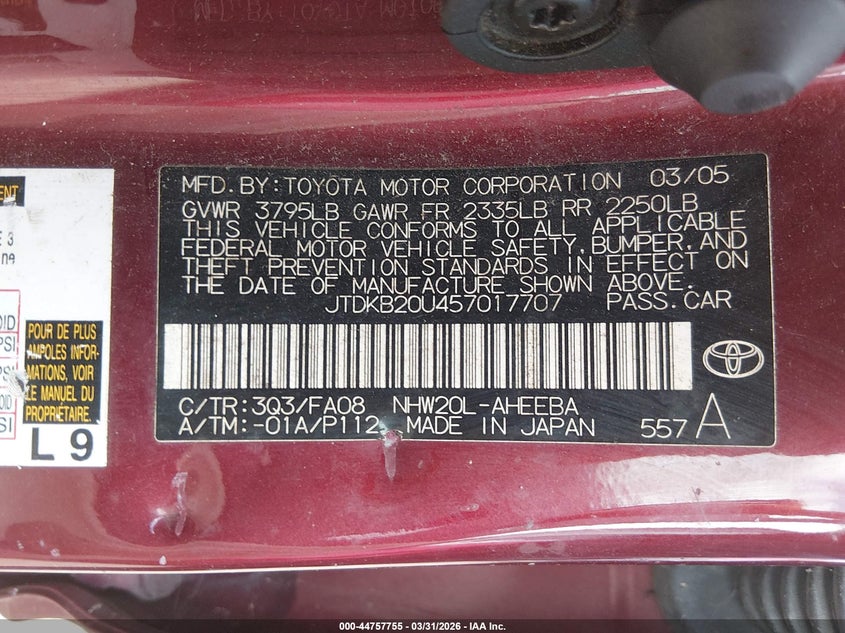 MFD.BY:TOYOTA MOTOR CORPORATION 03/05
GVWR 3795LB GAWR FR 2335LB RR 2250LB
THIS VEHICLE CONFORMS TO ALL APPLICABLE
FEDERAL MOTOR VEHICLE SAFETY,BUMPER,AND
THEFT PREVENTION STANDARDS IN EFFECT ON
THE DATE OF MANUFACTURE SHOWN ABOVE.
JTDKB20U457017707 PASS.CAR
C/TR:3Q3/FA08 NHW20L-AHEEBA
A/TM:-01A/P112 MADE IN JAPAN 557 A
POUR DE PLUS
AMPOLES INFOR-
MATIONS, VOIR
LE MANUEL DU
PROPRIÉTAIRE.
L 9
000-44757755 - 03/31/2026 - IAA Inc.